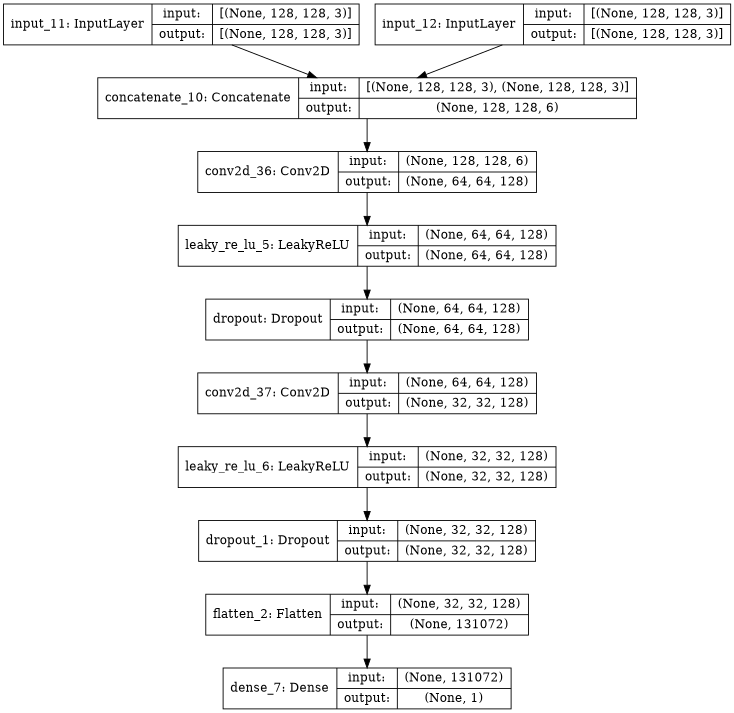 input_11: InputLayer
input:
[(None, 128, 128, 3)]
output:
[(None, 128, 128, 3)]
input_12: InputLayer
input:
[(None, 128, 128, 3)]
output:
[(None, 128, 128, 3)]
concatenate_10: Concatenate
input:
[(None, 128, 128, 3), (None, 128, 128, 3)]
output:
(None, 128, 128, 6)
conv2d_36: Conv2D
input:
(None, 128, 128, 6)
output:
(None, 64, 64, 128)
leaky_re_lu_5: LeakyReLU
input:
(None, 64, 64, 128)
output:
(None, 64, 64, 128)
dropout: Dropout
input:
(None, 64, 64, 128)
output:
(None, 64, 64, 128)
conv2d_37: Conv2D
input:
(None, 64, 64, 128)
output:
(None, 32, 32, 128)
leaky_re_lu_6: LeakyReLU
input:
(None, 32, 32, 128)
output:
(None, 32, 32, 128)
dropout_1: Dropout
input:
(None, 32, 32, 128)
output:
(None, 32, 32, 128)
flatten_2: Flatten
input:
(None, 32, 32, 128)
output:
(None, 131072)
dense_7: Dense
input:
(None, 131072)
output:
(None, 1)